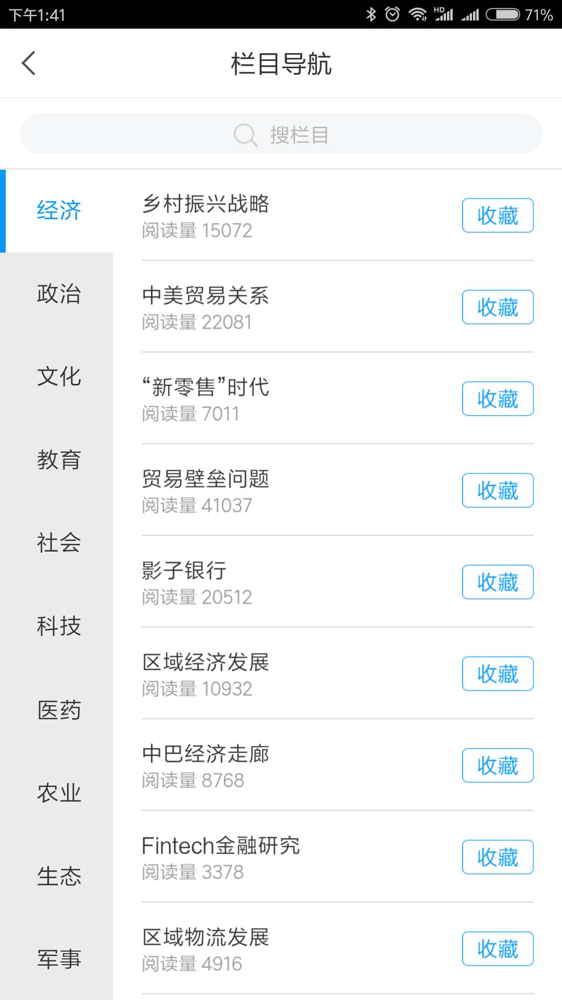 下午1:41
HD
71%
栏目导航
搜栏目
经济
政治
文化
教育
社会
科技
医药
农业
生态
军事
乡村振兴战略
阅读量 15072
收藏
中美贸易关系
阅读量 22081
收藏
“新零售”时代
阅读量 7011
收藏
贸易壁垒问题
阅读量 41037
收藏
影子银行
阅读量 20512
收藏
区域经济发展
阅读量 10932
收藏
中巴经济走廊
阅读量 8768
收藏
Fintech金融研究
阅读量 3378
收藏
区域物流发展
阅读量 4916
收藏